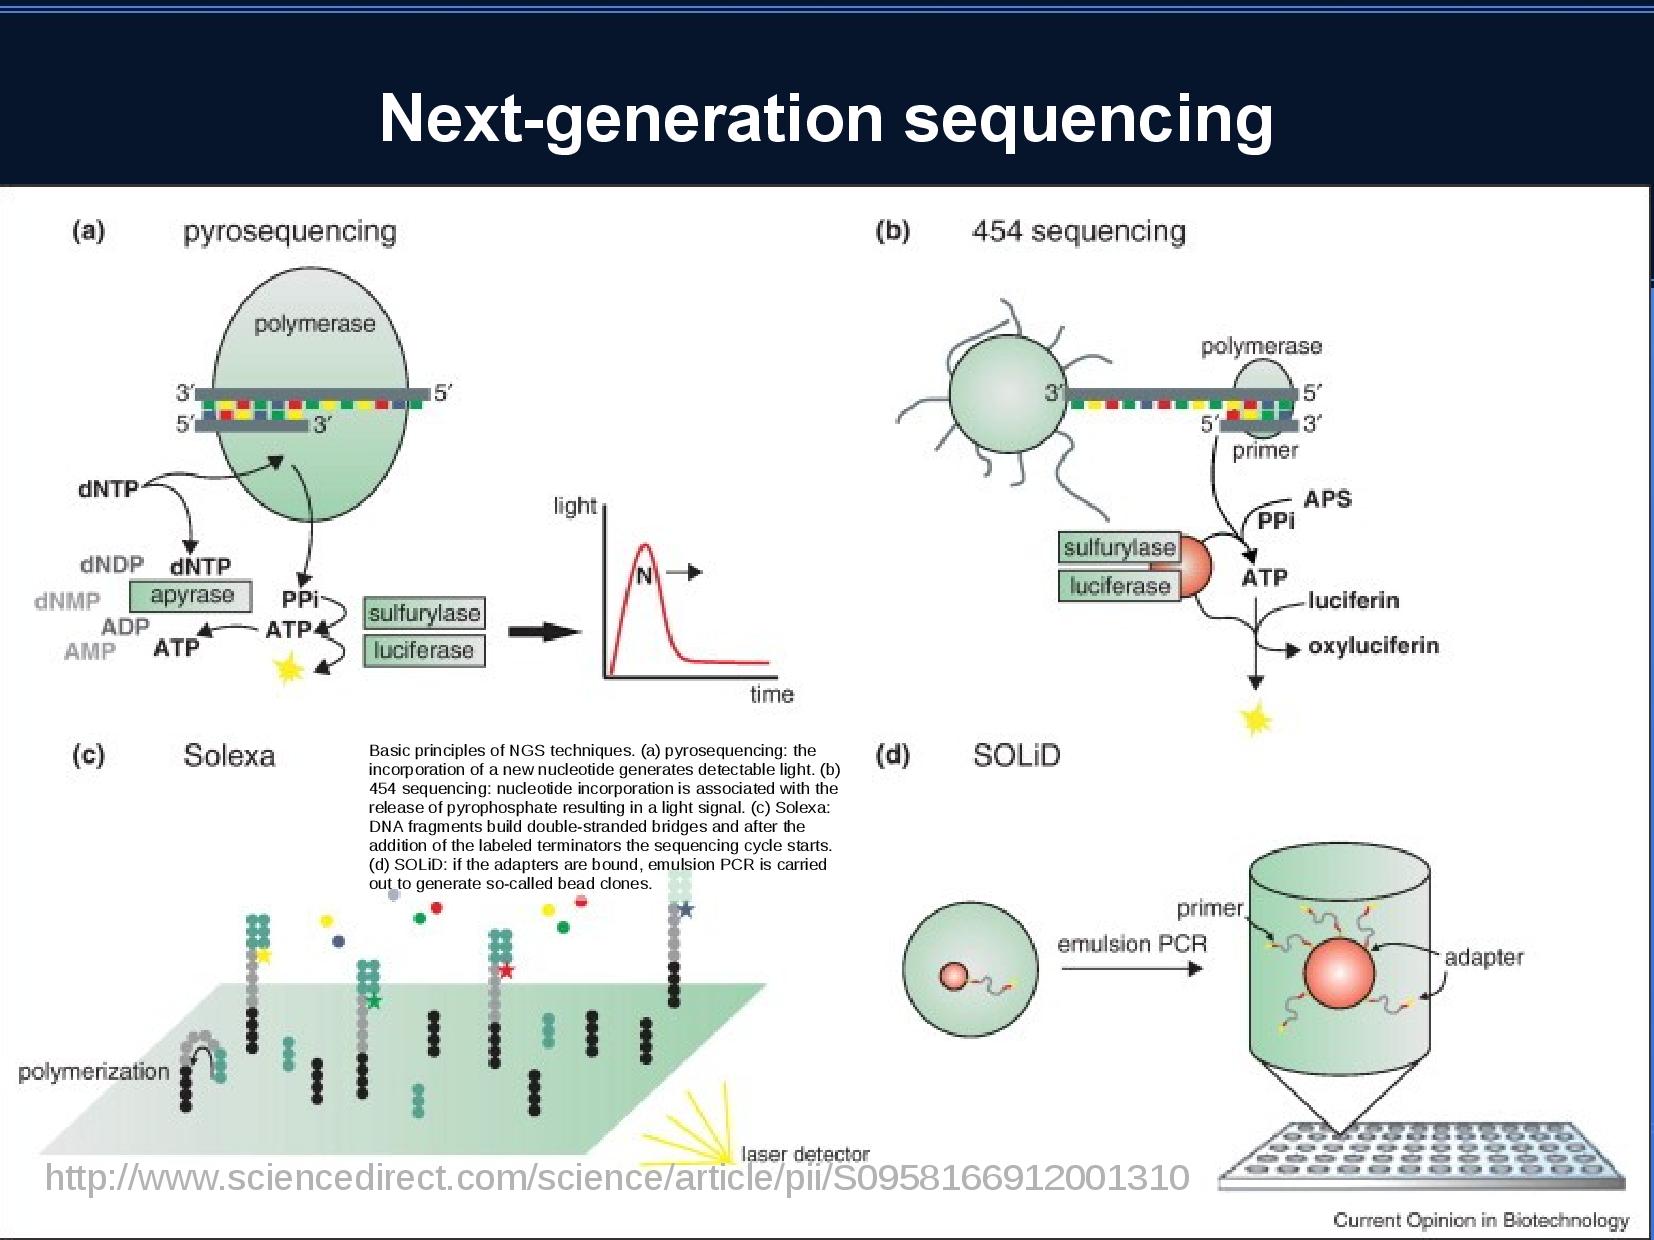 Next-generation sequencing
(a) pyrosequencing
polymerase
3′ 5′
5′ 3′
dNTP
dNDP dNTP
dNMP apyrase PPi
ADP ATP
AMP ATP
sulfurylase
luciferase
light
N
time
(b) 454 sequencing
polymerase
3′ 5′
5′ 3′
primer
APS
PPi
sulfurylase
luciferase
ATP
luciferin
oxyluciferin
(c) Solexa
Basic principles of NGS techniques. (a) pyrosequencing: the
incorporation of a new nucleotide generates detectable light. (b)
454 sequencing: nucleotide incorporation is associated with the
release of pyrophosphate resulting in a light signal. (c) Solexa:
DNA fragments build double-stranded bridges and after the
addition of the labeled terminators the sequencing cycle starts.
(d) SOLiD: if the adapters are bound, emulsion PCR is carried
out to generate so-called bead clones.
polymerization
laser detector
(d) SOLiD
primer
emulsion PCR
adapter
http://www.sciencedirect.com/science/article/pii/S0958166912001310
Current Opinion in Biotechnology